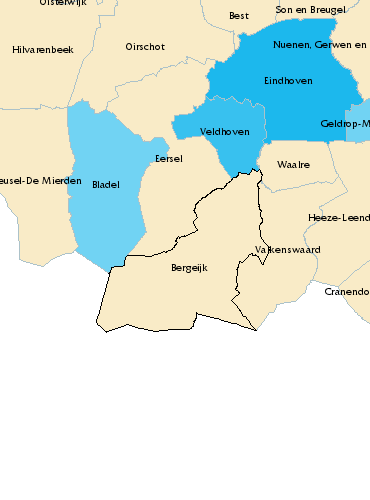 Oisterwijk
Best
Son en Breugel
Hilvarenbeek
Oirschot
Nuenen, Gerwen en
Eindhoven
Geldrop-M
Veldhoven
Eersel
Waalre
eusel-De Mierden
Bladel
Heeze-Leend
Valkenswaard
Bergeijk
Cranendo